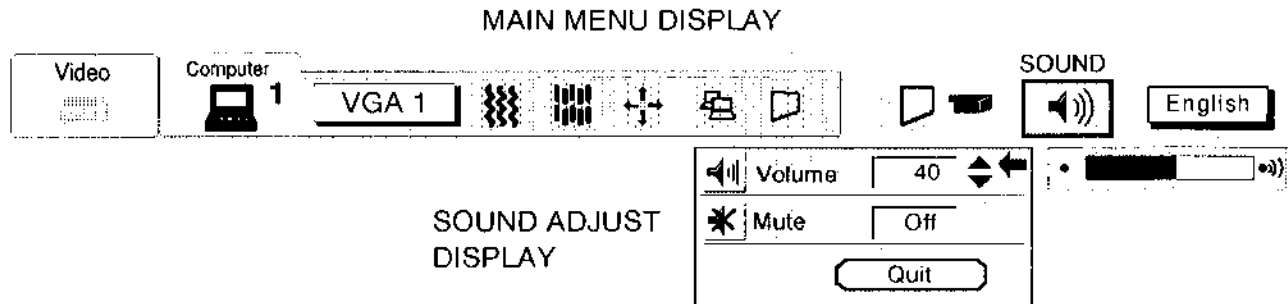 MAIN MENU DISPLAY
SOUND
Video
Computer
1
VGA 1
English
Volume 40
SOUND ADJUST
DISPLAY
Mute Off
Quit